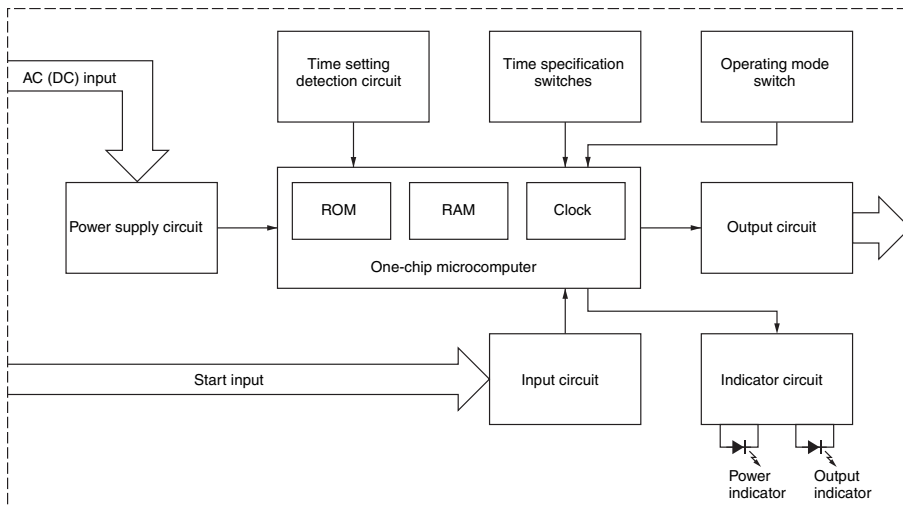 AC (DC) input
Time setting
detection circuit
Time specification
switches
Operating mode
switch
Power supply circuit
ROM
RAM
Clock
One-chip microcomputer
Output circuit
Start input
Input circuit
Indicator circuit
Power
indicator
Output
indicator